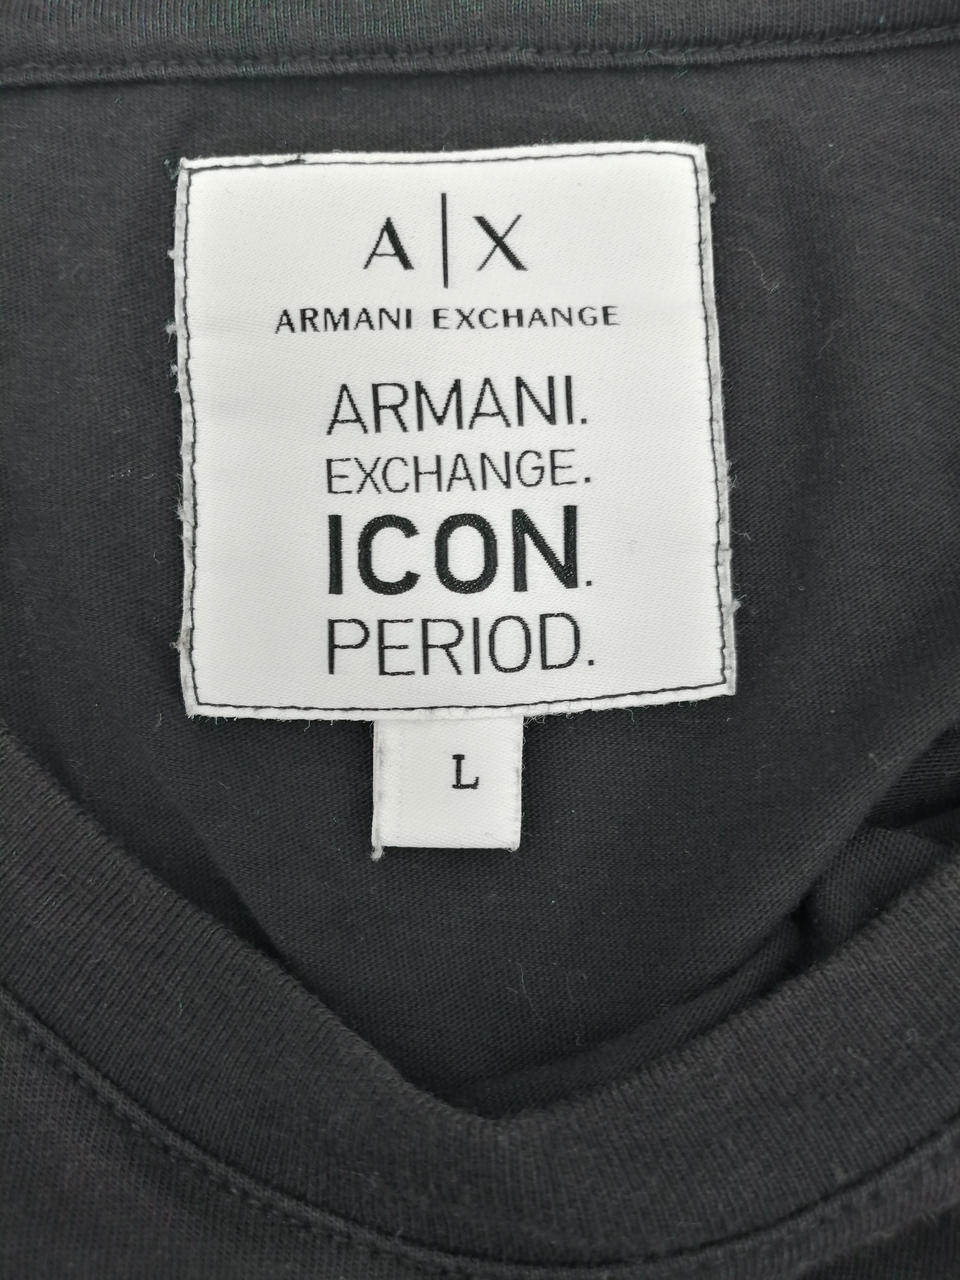 A|X
ARMANI EXCHANGE
ARMANI.
EXCHANGE.
ICON.
PERIOD.
L